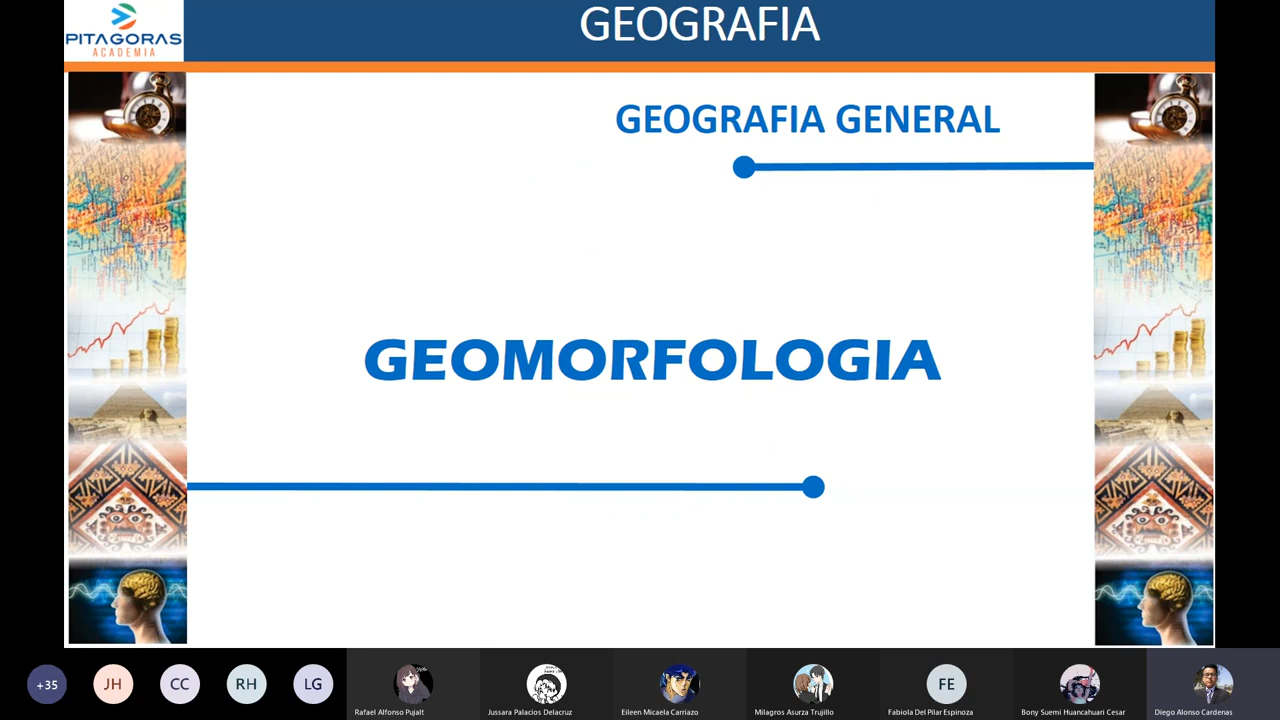 PITAGORAS
ACADEMIA
GEOGRAFIA
GEOGRAFIA GENERAL
GEOMORFOLOGIA
+35
JH
CC
RH
LG
FE
Rafael Alfonso Pujalt
Jussara Palacios Delacruz
Eileen Micaela Carriazo
Milagros Asurza Trujillo
Fabiola Del Pilar Espinoza
Bony Suemi Huancahuari Cesar
Diego Alonso Cardenas